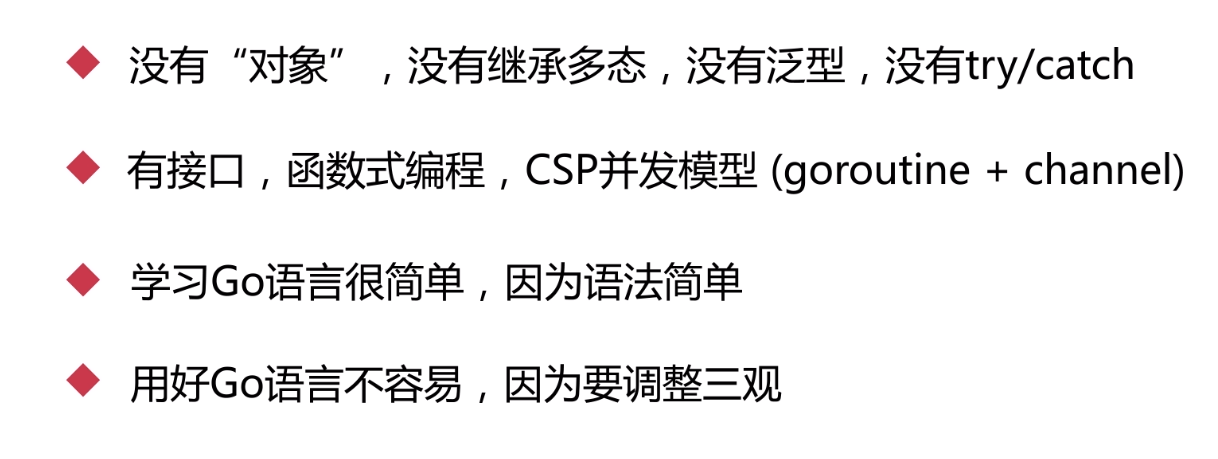 ◆ 没有“对象”，没有继承多态，没有泛型，没有try/catch
◆ 有接口，函数式编程，CSP并发模型 (goroutine + channel)
◆ 学习Go语言很简单，因为语法简单
◆ 用好Go语言不容易，因为要调整三观